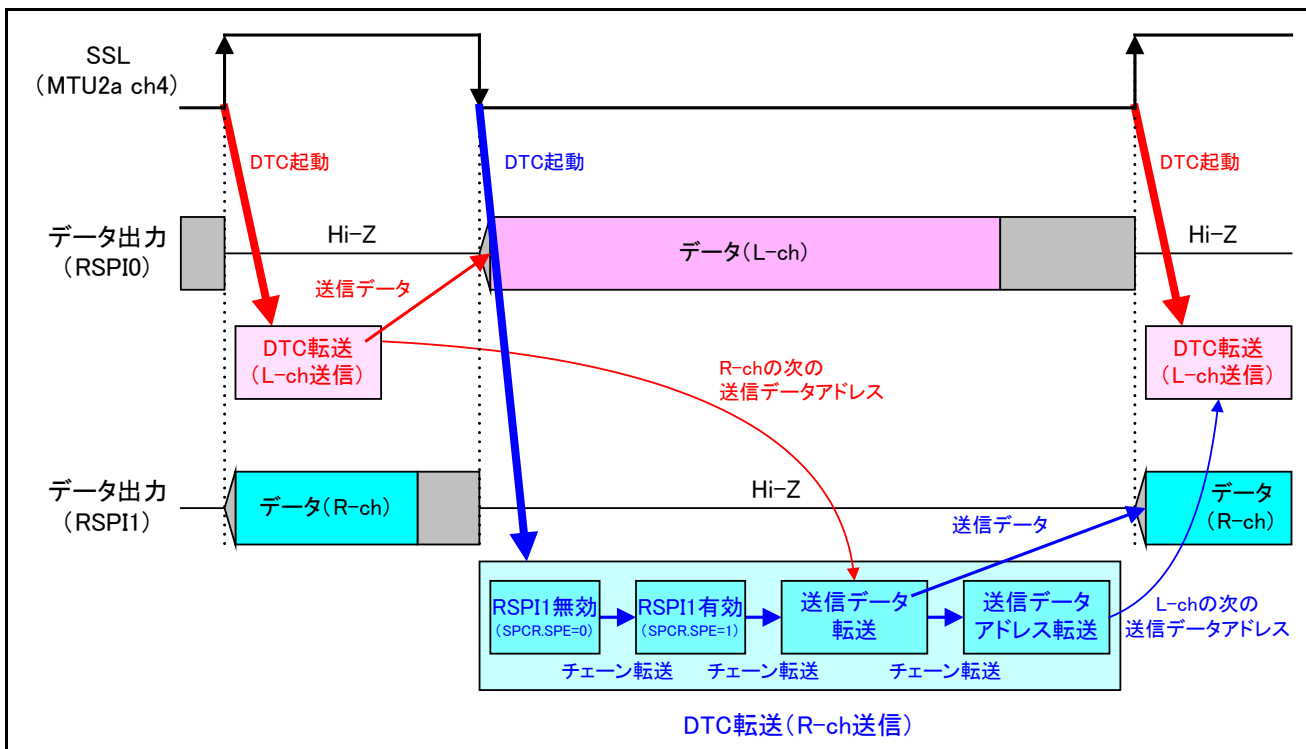 SSL
(MTU2a ch4)
DTC起動
DTC起動
DTC起動
データ出力
(RSPI0)
Hi-Z
データ(L-ch)
Hi-Z
送信データ
DTC転送
(L-ch送信)
R-chの次の
送信データアドレス
DTC転送
(L-ch送信)
データ出力
(RSPI1)
データ(R-ch)
Hi-Z
データ
(R-ch)
送信データ
RSPI1無効
(SPCR.SPE=0)
RSPI1有効
(SPCR.SPE=1)
送信データ
転送
送信データ
アドレス転送
L-chの次の
送信データアドレス
チェーン転送
チェーン転送
チェーン転送
DTC転送(R-ch送信)